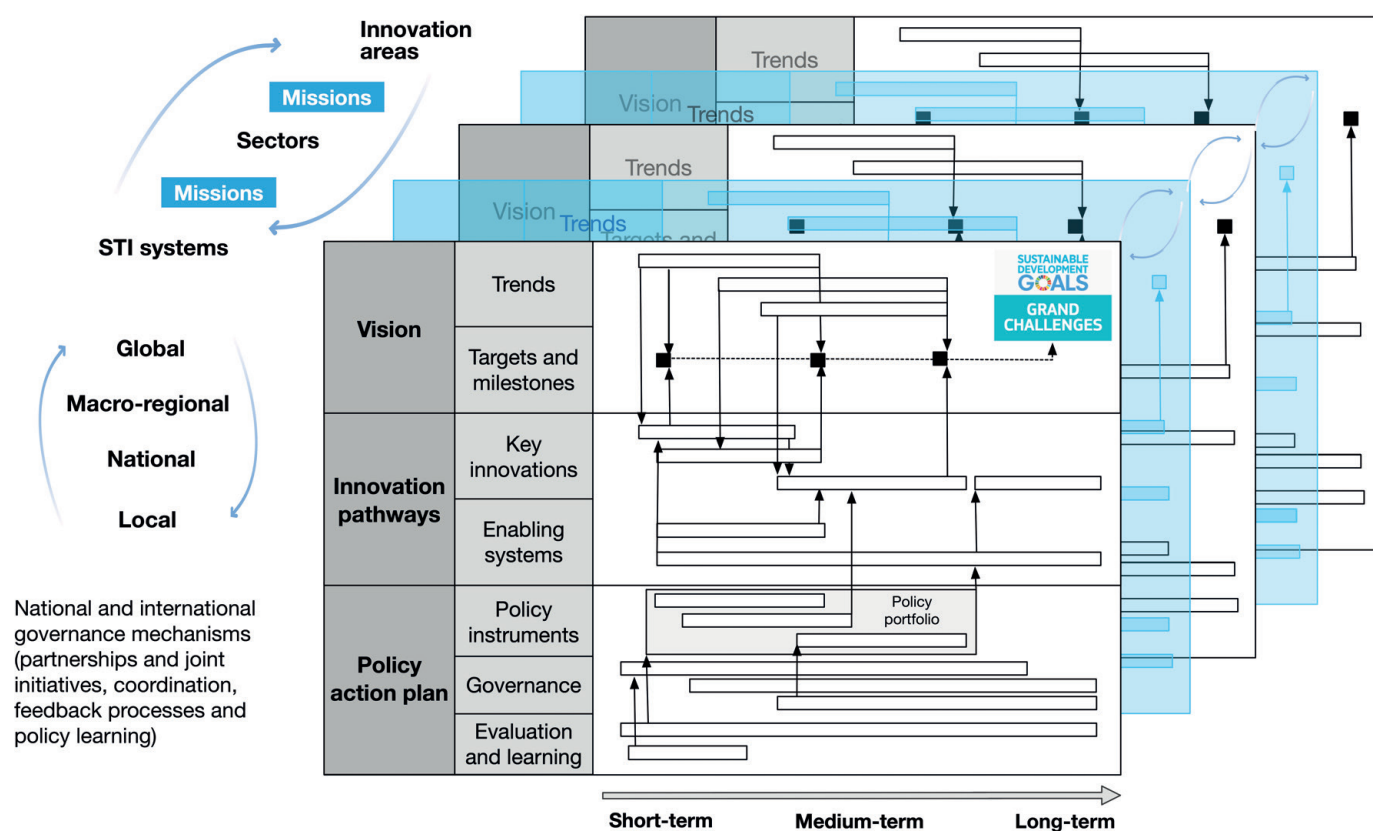 Innovation
areas
Missions
Sectors
Missions
STI systems
Global
Macro-regional
National
Local
National and international
governance mechanisms
(partnerships and joint
initiatives, coordination,
feedback processes and
policy learning)
Trends
Vision
Trends
Trends
Vision
Trends
Targets and
Vision
Trends
Targets and
milestones
SUSTAINABLE
DEVELOPMENT
GOALS
GRAND
CHALLENGES
Innovation
pathways
Key
innovations
Enabling
systems
Policy
action plan
Policy
instruments
Policy
portfolio
Governance
Evaluation
and learning
Short-term
Medium-term
Long-term